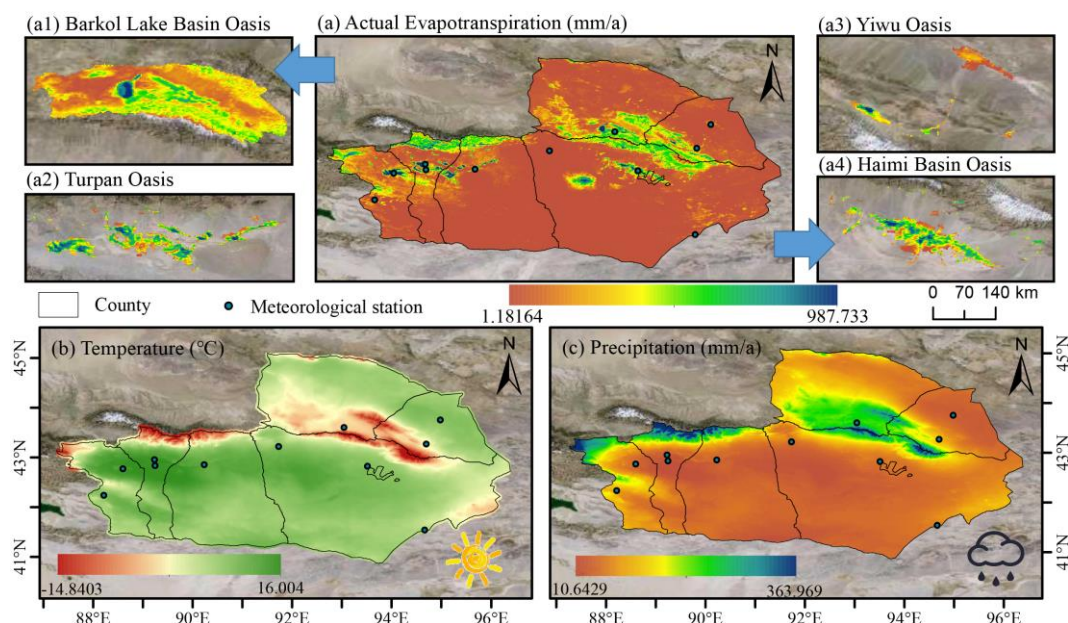 (a1) Barkol Lake Basin Oasis
(a) Actual Evapotranspiration (mm/a)
(a3) Yiwu Oasis
N
(a2) Turpan Oasis
(a4) Haimi Basin Oasis
County
Meteorological station
1.18164
987.733
0 70 140 km
(b) Temperature (℃)
N
(c) Precipitation (mm/a)
N
45°N
43°N
41°N
45°N
43°N
41°N
-14.8403
16.004
10.6429
363.969
88°E 90°E 92°E 94°E 96°E
88°E 90°E 92°E 94°E 96°E